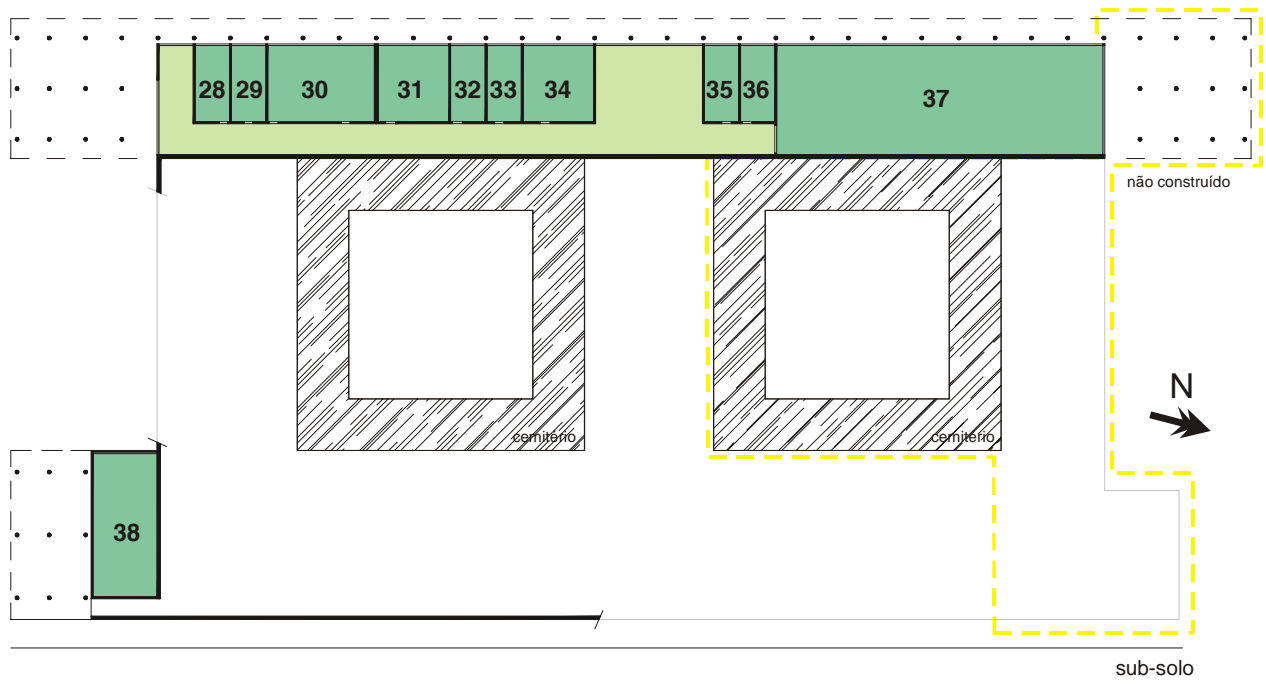 28 29 30 31 32 33 34 35 36 37
não construído
N
cemitério cemitério
38
sub-solo